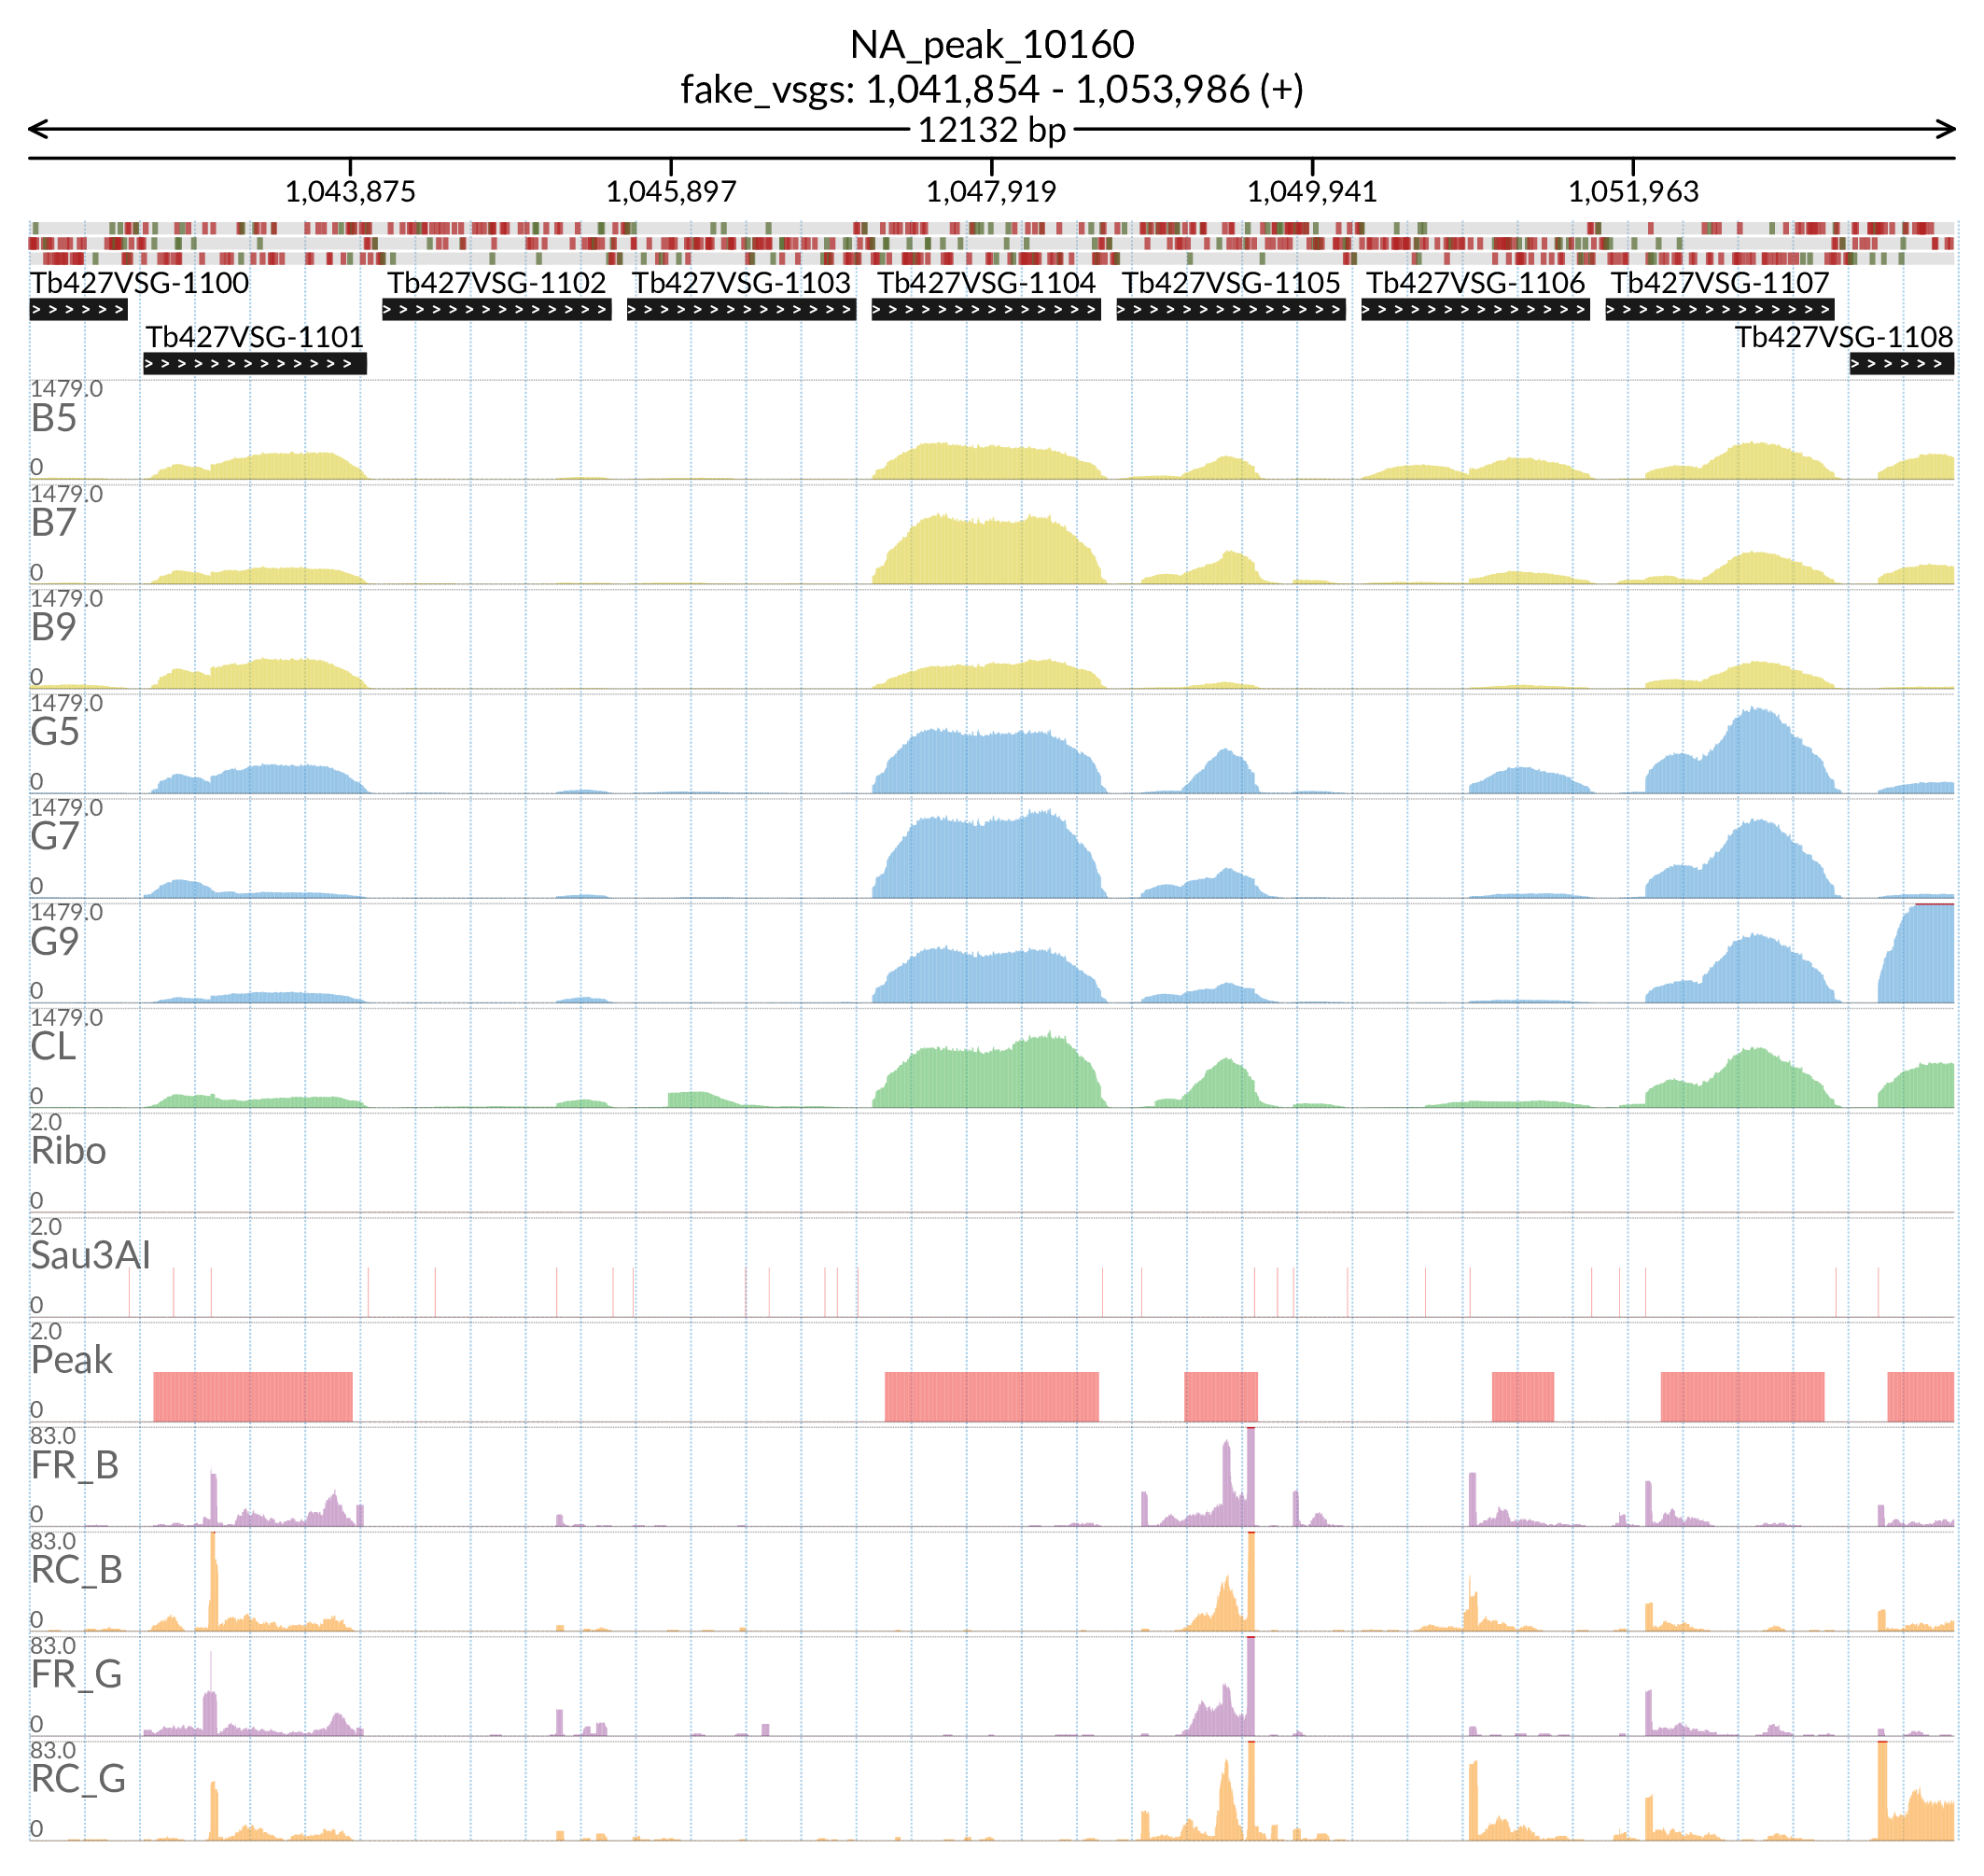 NA_peak_10160
fake_vsgs: 1,041,854 - 1,053,986 (+)
12132 bp
1,043,875 1,045,897 1,047,919 1,049,941 1,051,963
Tb427VSG-1100 Tb427VSG-1102 Tb427VSG-1103 Tb427VSG-1104 Tb427VSG-1105 Tb427VSG-1106 Tb427VSG-1107
Tb427VSG-1101 Tb427VSG-1108
1479.0
B5
0
1479.0
B7
0
1479.0
B9
0
1479.0
G5
0
1479.0
G7
0
1479.0
G9
0
1479.0
CL
0
2.0
Ribo
0
2.0
Sau3AI
0
2.0
Peak
0
83.0
FR_B
0
83.0
RC_B
0
83.0
FR_G
0
83.0
RC_G
0